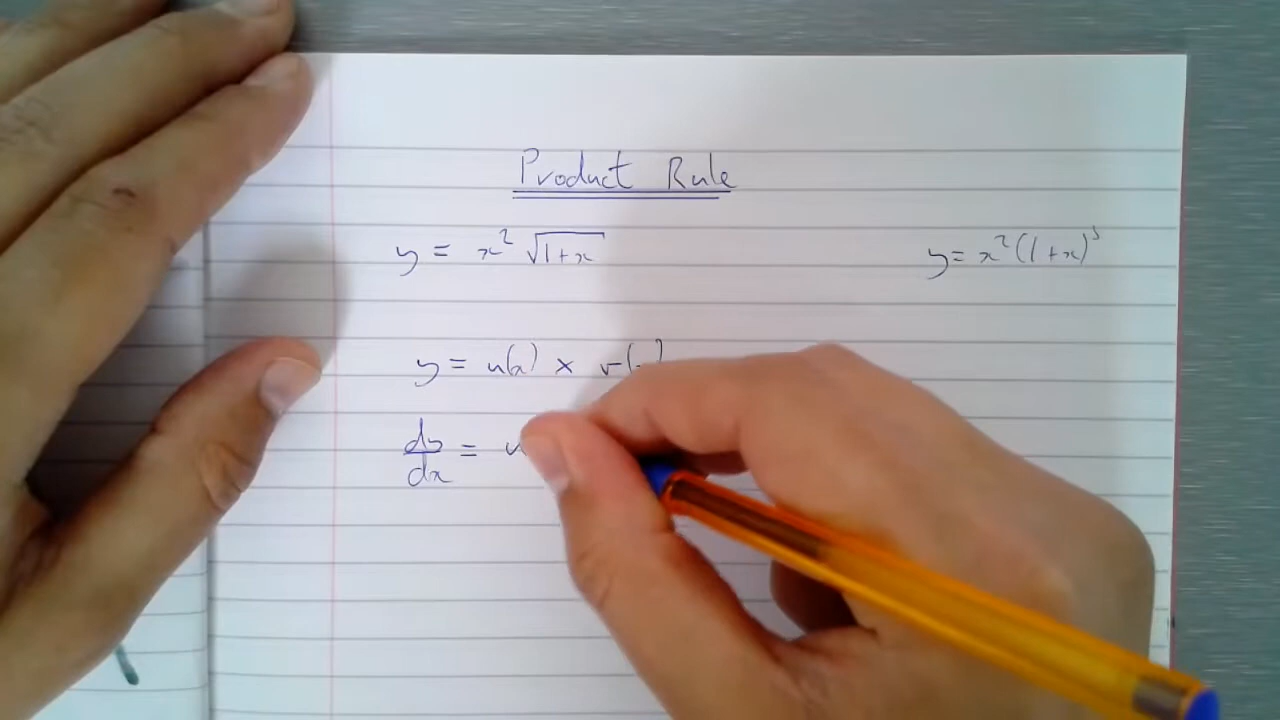 Product Rule
y = x² √1+x
y = x² (1+x)³
y = u(x) × v(x)
dy/dx = u